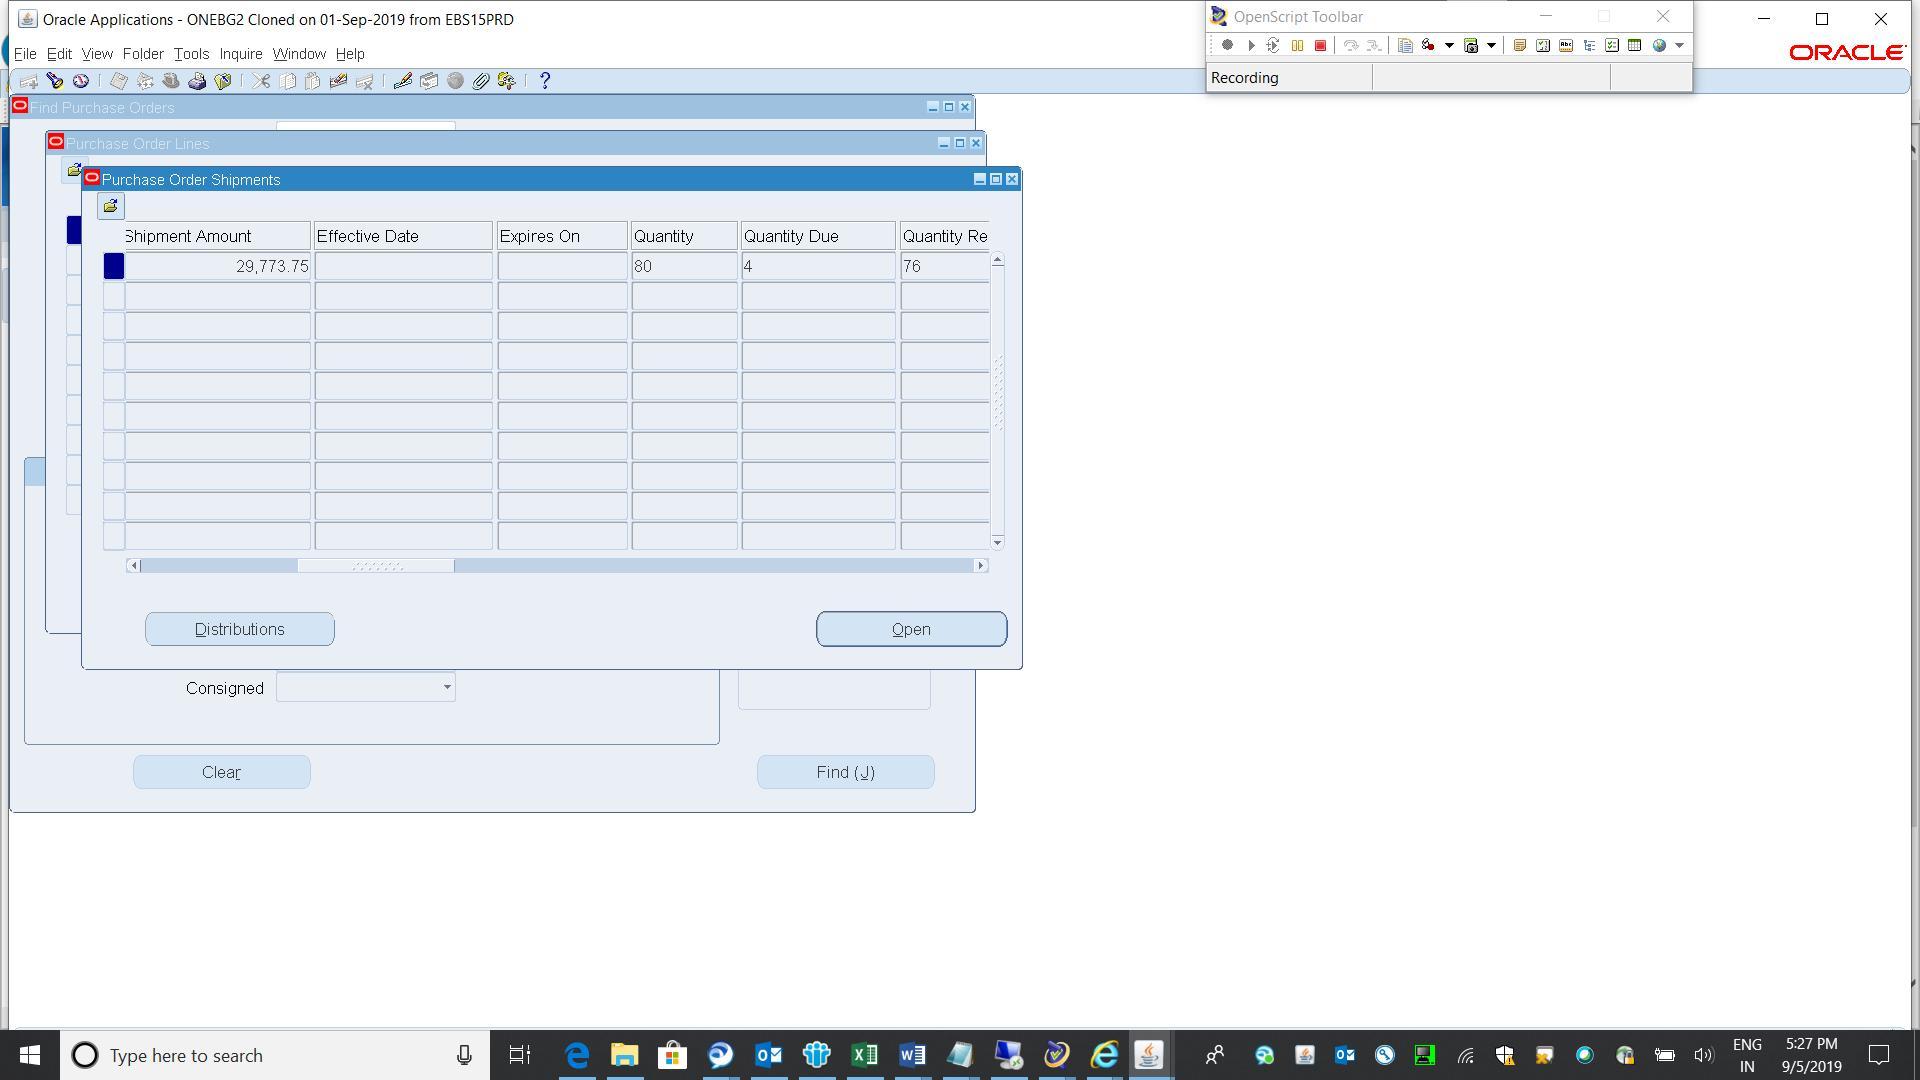 Oracle Applications - ONEBG2 Cloned on 01-Sep-2019 from EBS15PRD
OpenScript Toolbar
File Edit View Folder Tools Inquire Window Help
ORACLE
Recording
Find Purchase Orders
Purchase Order Lines
Purchase Order Shipments
Shipment Amount Effective Date Expires On Quantity Quantity Due Quantity Re
29,773.75 80 4 76
Distributions Open
Consigned
Clear Find (J)
Type here to search
ENG
IN
5:27 PM
9/5/2019